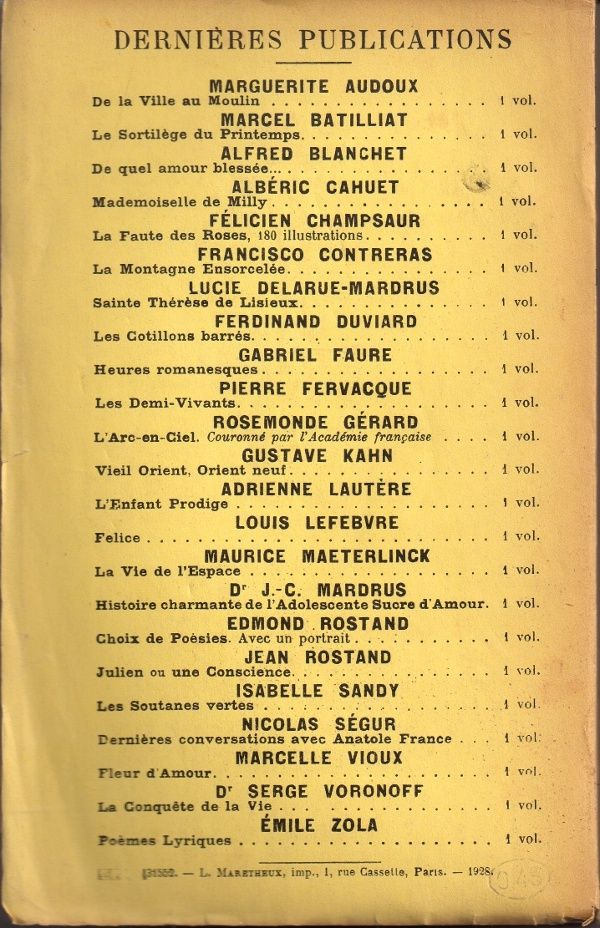 DERNIÈRES PUBLICATIONS
MARGUERITE AUDOUX
De la Ville au Moulin . . . . . . . . . . . . . . . . . 1 vol.
MARCEL BATILLIAT
Le Sortilège du Printemps. . . . . . . . . . . . . . . 1 vol.
ALFRED BLANCHET
De quel amour blessée... . . . . . . . . . . . . . . . 1 vol.
ALBÉRIC CAHUET
Mademoiselle de Milly . . . . . . . . . . . . . . . . . 1 vol.
FÉLICIEN CHAMPSAUR
La Faute des Roses, 180 illustrations. . . . . . . . . . 1 vol.
FRANCISCO CONTRERAS
La Montagne Ensorcelée. . . . . . . . . . . . . . . . 1 vol.
LUCIE DELARUE-MARDRUS
Sainte Thérèse de Lisieux. . . . . . . . . . . . . . . 1 vol.
FERDINAND DUVIARD
Les Cotillons barrés. . . . . . . . . . . . . . . . . . 1 vol.
GABRIEL FAURE
Heures romanesques . . . . . . . . . . . . . . . . . . 1 vol.
PIERRE FERVACQUE
Les Demi-Vivants. . . . . . . . . . . . . . . . . . . 1 vol.
ROSEMONDE GÉRARD
L'Arc-en-Ciel. Couronné par l'Académie française . . . . 1 vol.
GUSTAVE KAHN
Vieil Orient, Orient neuf. . . . . . . . . . . . . . . . 1 vol.
ADRIENNE LAUTÈRE
L'Enfant Prodige . . . . . . . . . . . . . . . . . . . 1 vol.
LOUIS LEFEBVRE
Felice . . . . . . . . . . . . . . . . . . . . . . . . 1 vol.
MAURICE MAETERLINCK
La Vie de l'Espace . . . . . . . . . . . . . . . . . . 1 vol.
Dr J.-C. MARDRUS
Histoire charmante de l'Adolescente Sucre d'Amour. 1 vol.
EDMOND ROSTAND
Choix de Poésies. Avec un portrait . . . . . . . . . . . 1 vol.
JEAN ROSTAND
Julien ou une Conscience. . . . . . . . . . . . . . . . 1 vol.
ISABELLE SANDY
Les Soutanes vertes . . . . . . . . . . . . . . . . . . 1 vol.
NICOLAS SÉGUR
Dernières conversations avec Anatole France . . . 1 vol.
MARCELLE VIOUX
Fleur d'Amour. . . . . . . . . . . . . . . . . . . . . 1 vol.
Dr SERGE VORONOFF
La Conquête de la Vie . . . . . . . . . . . . . . . . 1 vol.
ÉMILE ZOLA
Poèmes Lyriques . . . . . . . . . . . . . . . . . . . 1 vol.
— L. MARETHEUX, imp., 1, rue Cassette, Paris. — 1928.